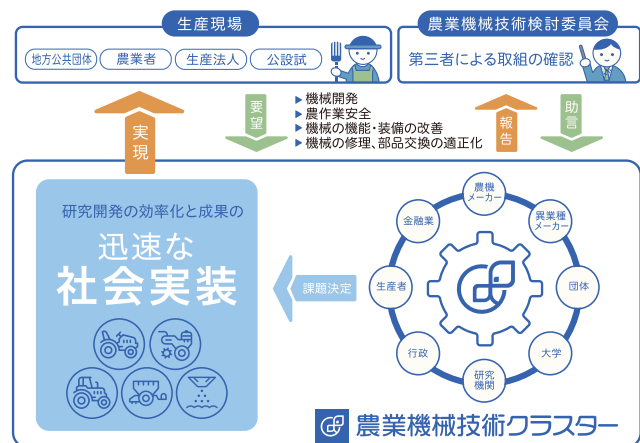 生産現場
地方公共団体
農業者
生産法人
公設試
農業機械技術検討委員会
第三者による取組の確認
実現
要望
▶機械開発
▶農作業安全
▶機械の機能・装備の改善
▶機械の修理、部品交換の適正化
報告
助言
研究開発の効率化と成果の
迅速な
社会実装
課題決定
農機
メーカー
異業種
メーカー
団体
大学
研究
機関
行政
生産者
金融業
農業機械技術クラスター